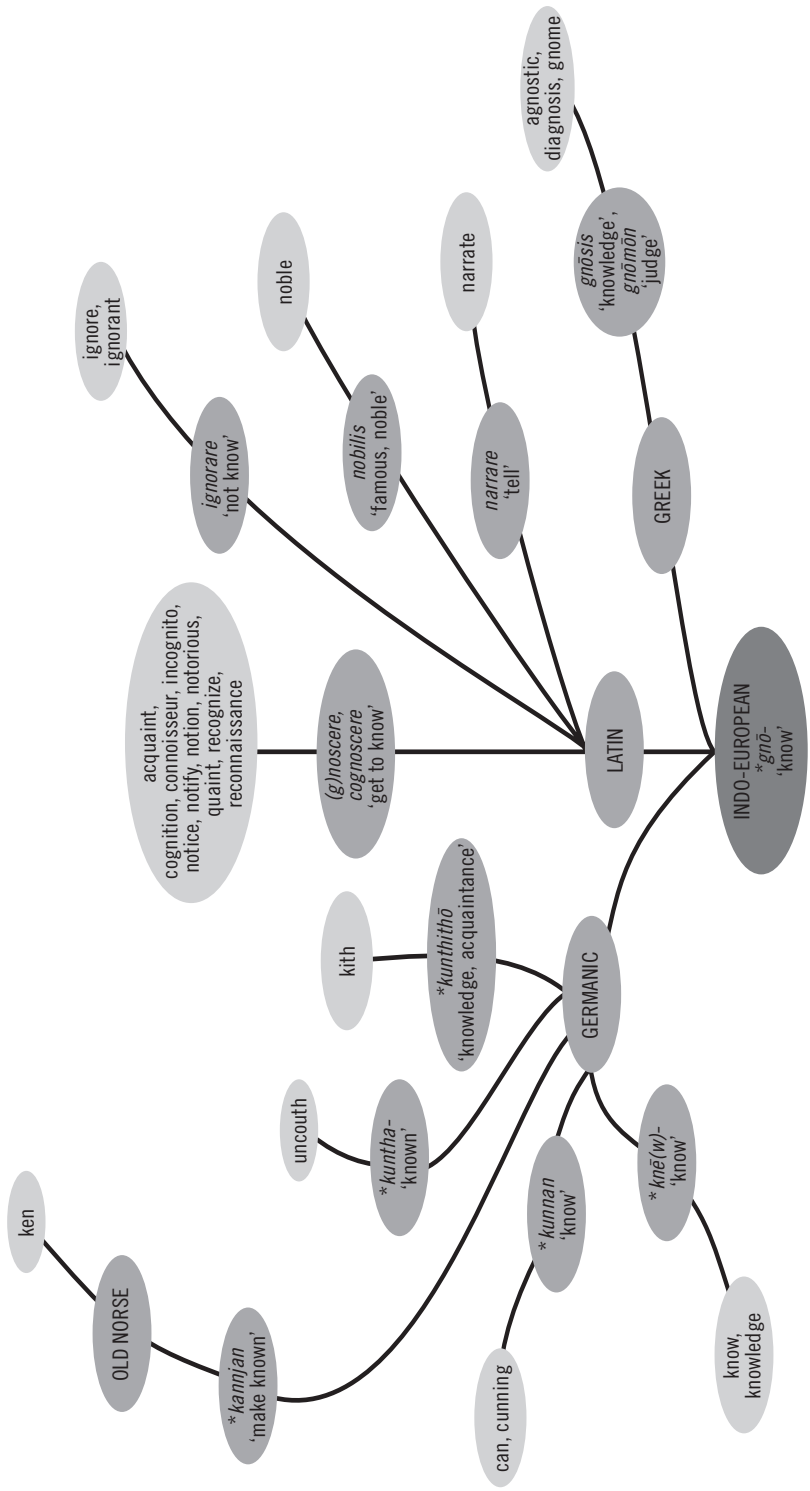 ken
OLD NORSE
*kannjan
‘make known’
uncouth
*kuntha-
‘known’
can, cunning
*kunnan
‘know’
know,
knowledge
*knē(w)-
‘know’
kith
*kunthithō
‘knowledge, acquaintance’
GERMANIC
acquaint,
cognition, connoisseur, incognito,
notice, notify, notion, notorious,
quaint, recognize,
reconnaissance
(g)noscere,
cognoscere
‘get to know’
LATIN
INDO-EUROPEAN
*gnō-
‘know’
ignore,
ignorant
ignorare
‘not know’
noble
nobilis
‘famous, noble’
narrate
narrare
‘tell’
GREEK
gnōsis
‘knowledge’,
gnōmōn
‘judge’
agnostic,
diagnosis, gnome